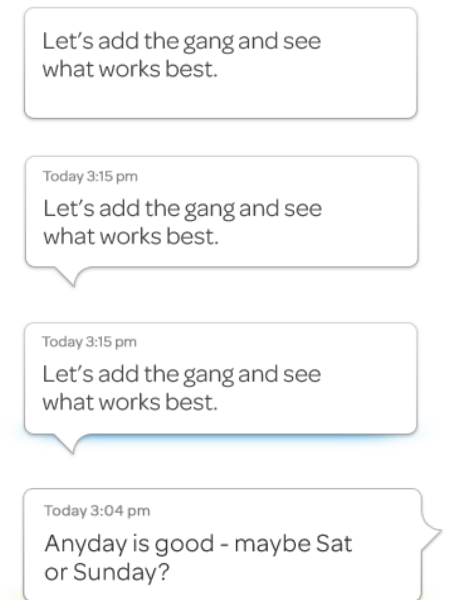 Let's add the gang and see
what works best.
Today 3:15 pm
Let's add the gang and see
what works best.
Today 3:15 pm
Let's add the gang and see
what works best.
Today 3:04 pm
Anyday is good - maybe Sat
or Sunday?